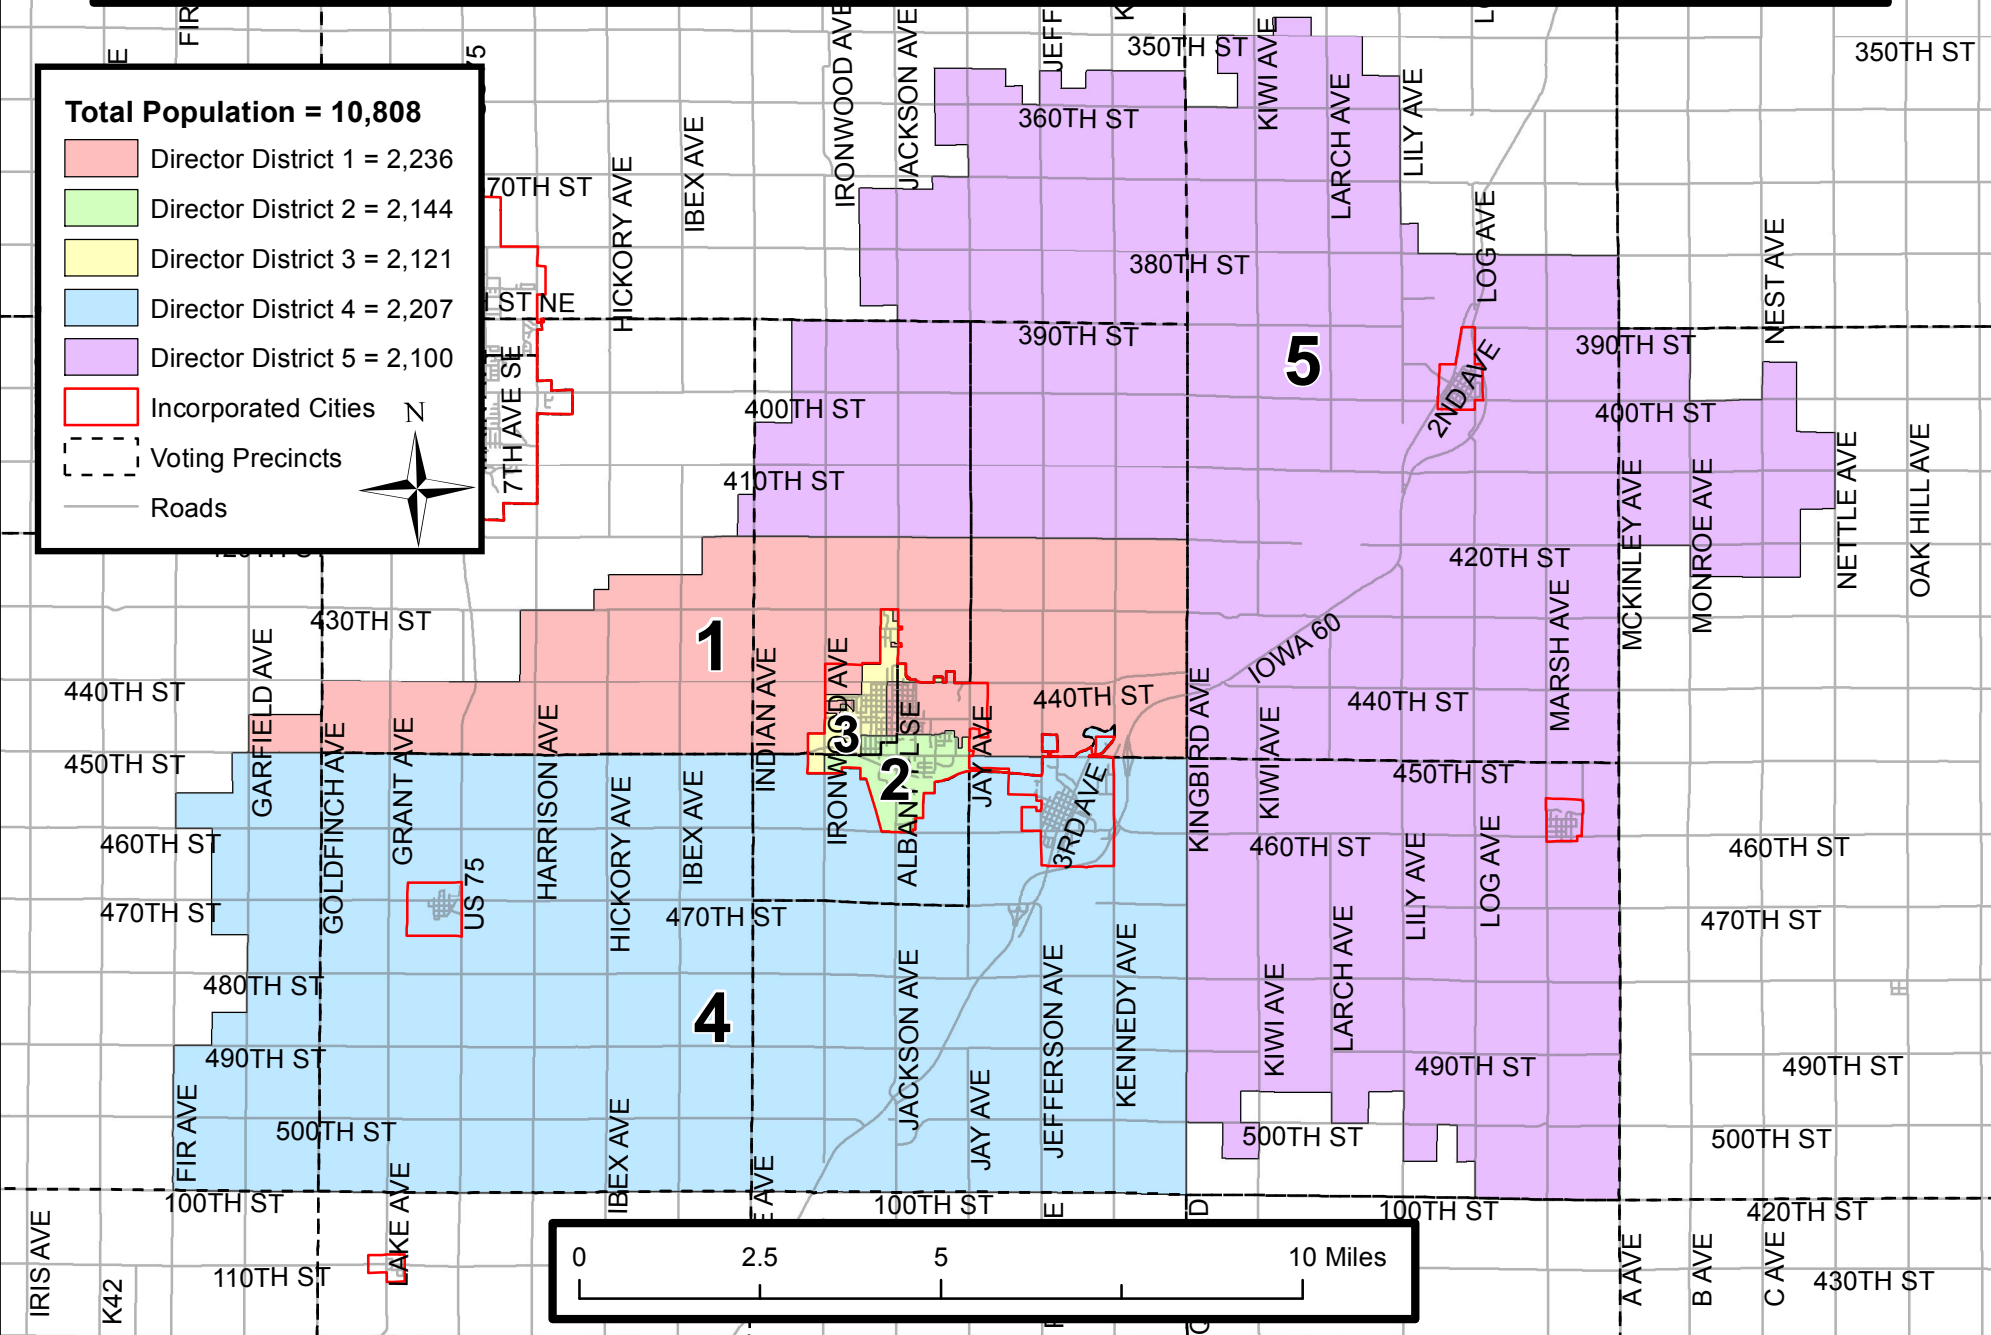 Total Population = 10,808
Director District 1 = 2,236
Director District 2 = 2,144
Director District 3 = 2,121
Director District 4 = 2,207
Director District 5 = 2,100
Incorporated Cities
N
Voting Precincts
Roads
350TH ST
350TH ST
360TH ST
70TH ST
380TH ST
ST NE
390TH ST
390TH ST
400TH ST
400TH ST
410TH ST
420TH ST
430TH ST
440TH ST
440TH ST
440TH ST
450TH ST
450TH ST
460TH ST
460TH ST
460TH ST
470TH ST
470TH ST
470TH ST
480TH ST
490TH ST
490TH ST
490TH ST
500TH ST
500TH ST
500TH ST
100TH ST
100TH ST
100TH ST
420TH ST
110TH ST
430TH ST
IRONWOOD AVE
JACKSON AVE
KIWI AVE
LARCH AVE
LILY AVE
LOG AVE
NEST AVE
HICKORY AVE
IBEX AVE
7TH AVE SE
2ND AVE
MCKINLEY AVE
MONROE AVE
NETTLE AVE
OAK HILL AVE
MARSH AVE
IOWA 60
GARFIELD AVE
GOLDFINCH AVE
GRANT AVE
HARRISON AVE
INDIAN AVE
JAY AVE
3RD AVE
KINGBIRD AVE
KIWI AVE
US 75
HICKORY AVE
IBEX AVE
LILY AVE
LOG AVE
LARCH AVE
KIWI AVE
JACKSON AVE
JEFFERSON AVE
KENNEDY AVE
JAY AVE
FIR AVE
IBEX AVE
LAKE AVE
IRIS AVE
K42
A AVE
B AVE
C AVE
1
2
3
4
5
0
2.5
5
10 Miles